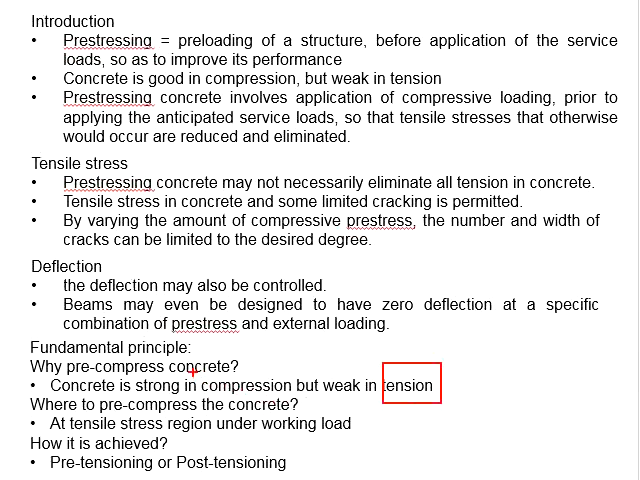 Introduction
• Prestressing = preloading of a structure, before application of the service
loads, so as to improve its performance
• Concrete is good in compression, but weak in tension
• Prestressing concrete involves application of compressive loading, prior to
applying the anticipated service loads, so that tensile stresses that otherwise
would occur are reduced and eliminated.
Tensile stress
• Prestressing concrete may not necessarily eliminate all tension in concrete.
• Tensile stress in concrete and some limited cracking is permitted.
• By varying the amount of compressive prestress, the number and width of
cracks can be limited to the desired degree.
Deflection
• the deflection may also be controlled.
• Beams may even be designed to have zero deflection at a specific
combination of prestress and external loading.
Fundamental principle:
Why pre-compress concrete?
• Concrete is strong in compression but weak in tension
Where to pre-compress the concrete?
• At tensile stress region under working load
How it is achieved?
• Pre-tensioning or Post-tensioning